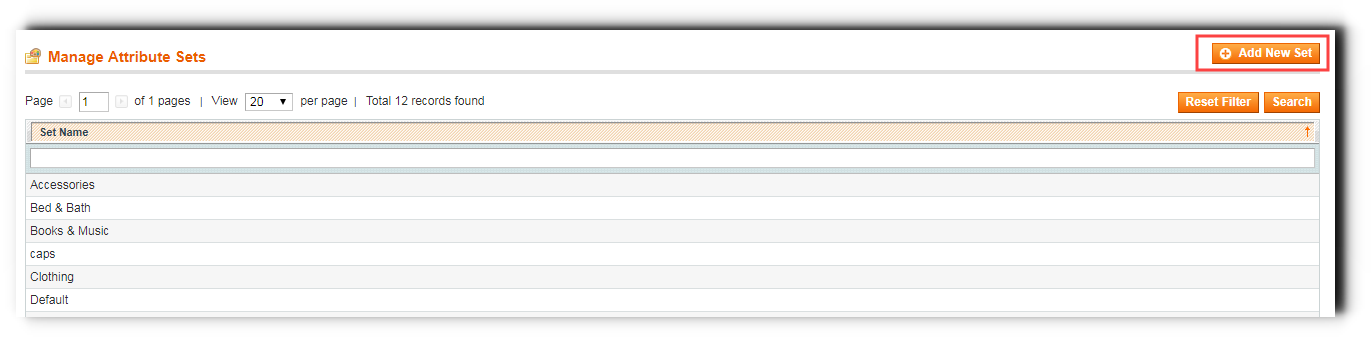 Manage Attribute Sets
Add New Set
Page 1 of 1 pages | View 20 per page | Total 12 records found
Reset Filter Search
Set Name
Accessories
Bed & Bath
Books & Music
caps
Clothing
Default